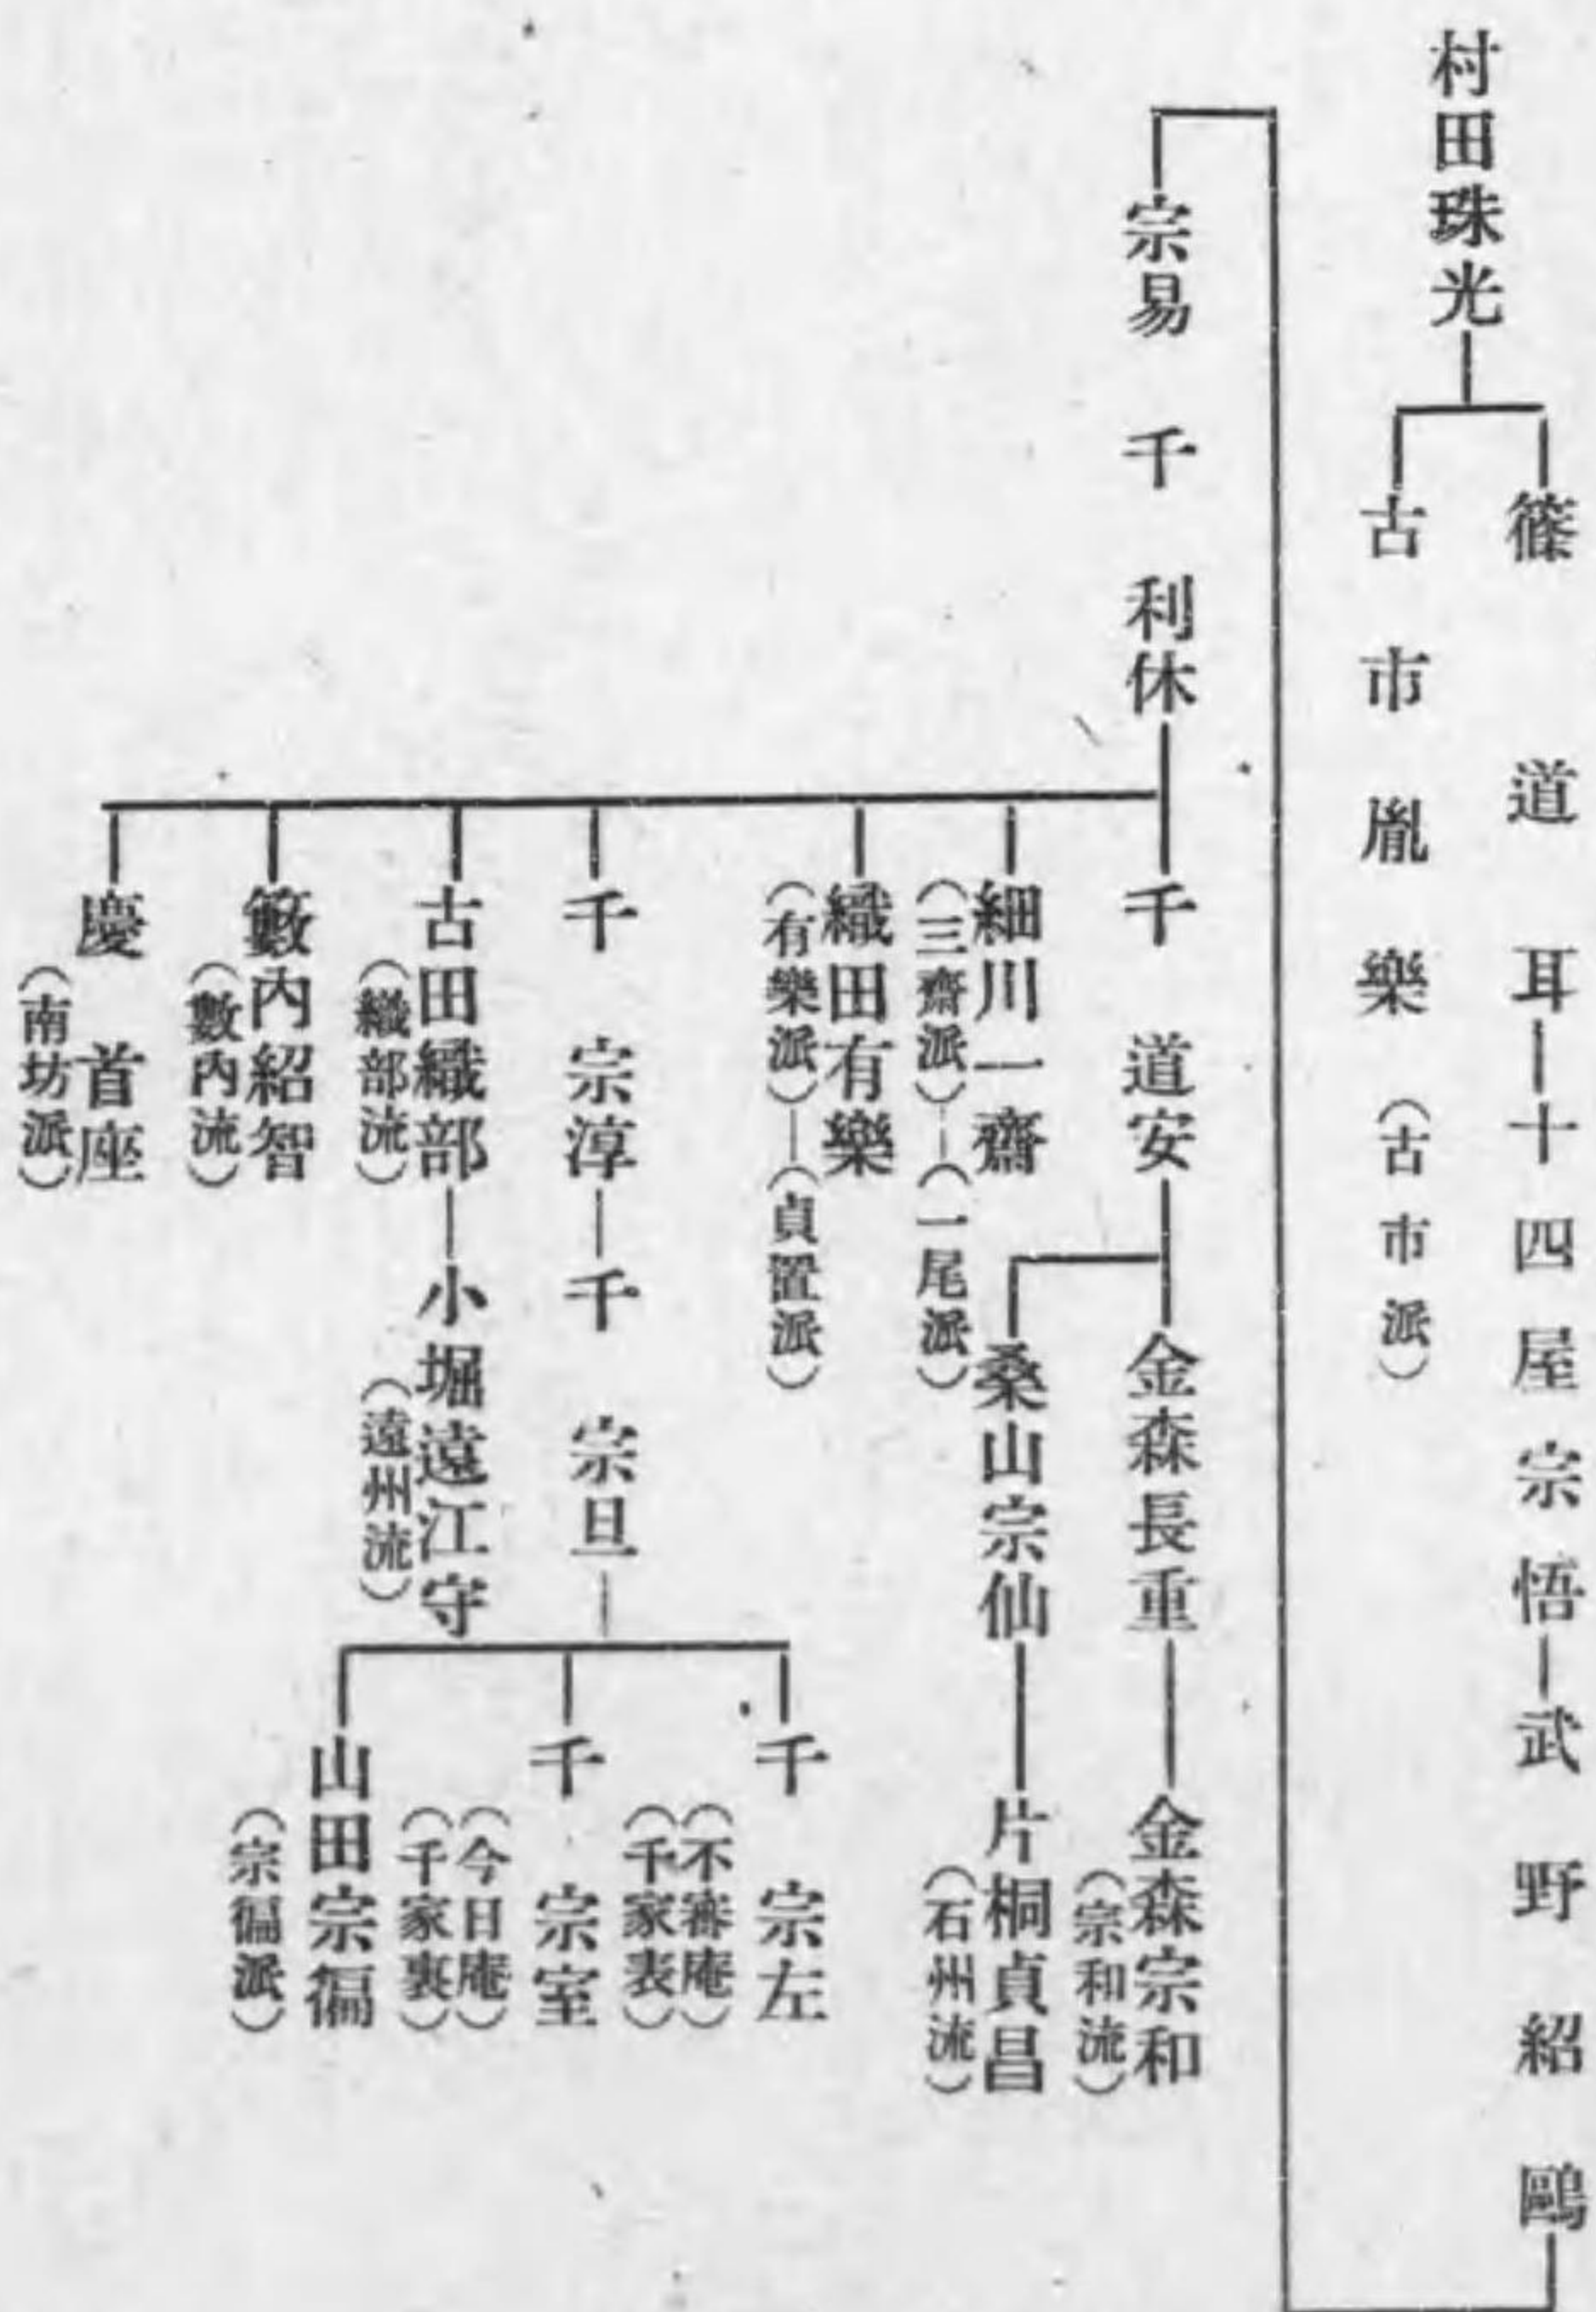 村田珠光
篠道耳―十四屋宗悟―武野紹鷗
古市胤樂（古市派）
宗易 千 利休
千 道安
金森長重
金森宗和
（宗和流）
桑山宗仙
片桐貞昌
（石州流）
細川一齋
（三齋派）―（一尾派）
織田有樂
（有樂派）―（貞置派）
千 宗淳―千 宗旦
千 宗左
（不審庵）
（千家表）
千 宗室
（今日庵）
（千家裏）
山田宗徧
（宗徧派）
古田織部―小堀遠江守
（織部流）
（遠州流）
籔內紹智
（數內流）
慶 首座
（南坊派）